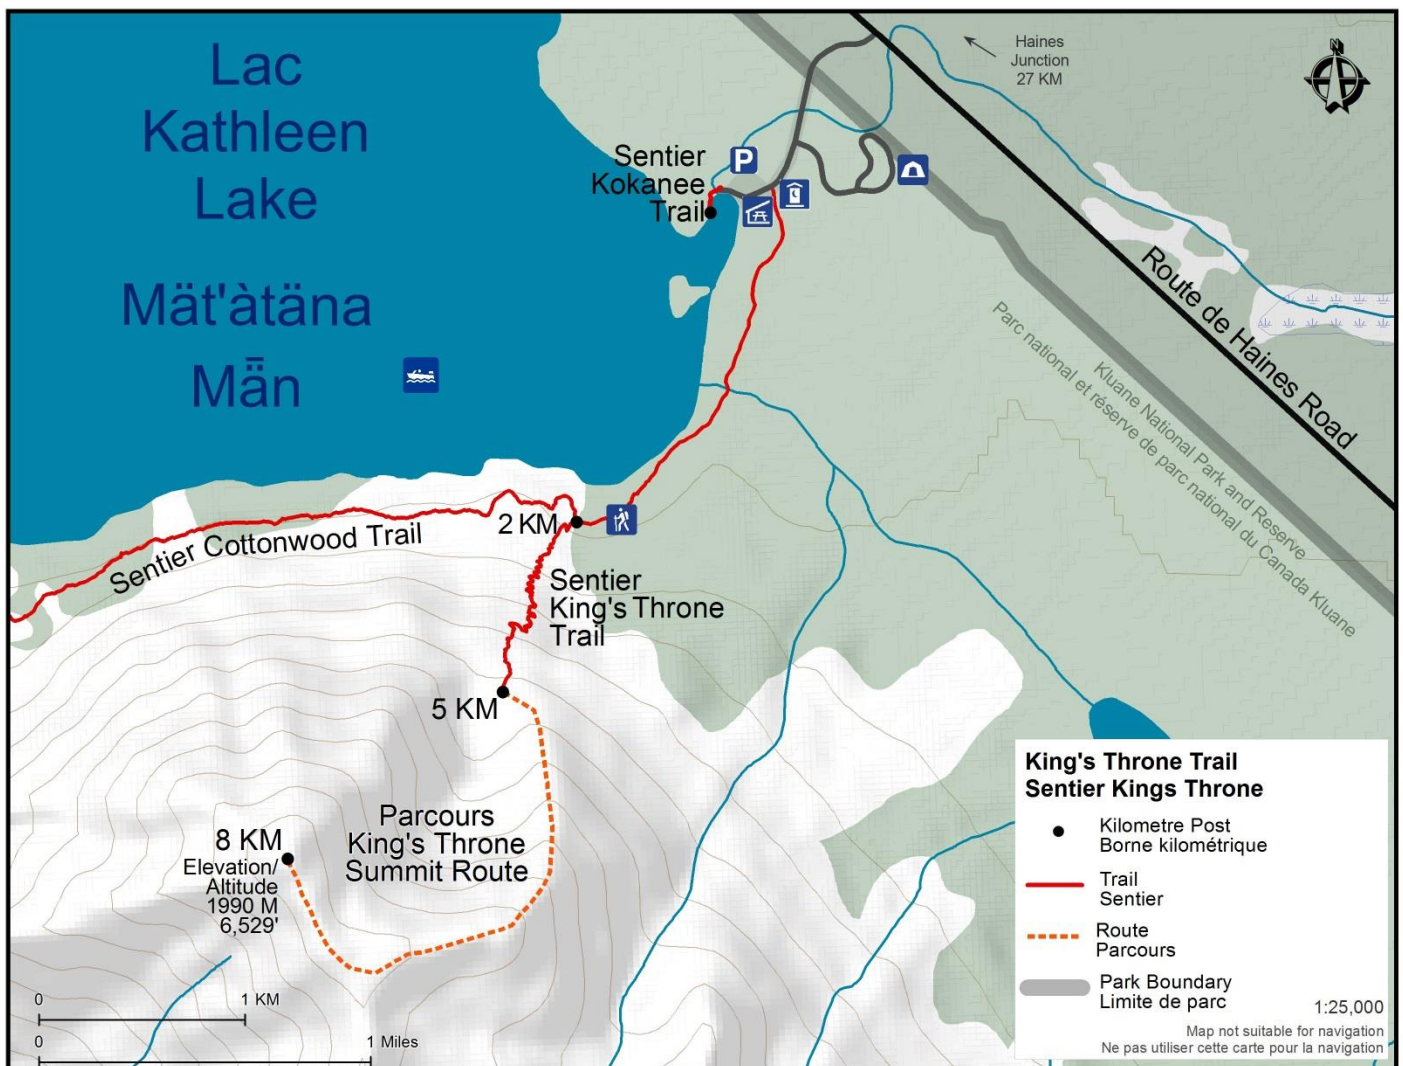 Lac
Kathleen
Lake
Mät'àtäna
Män̄
Haines
Junction
27 KM
N
P
Sentier
Kokanee
Trail
Route de Haines Road
Kluane National Park and Reserve
Parc national et réserve de parc national du Canada Kluane
2 KM
Sentier Cottonwood Trail
Sentier
King's Throne
Trail
5 KM
Parcours
King's Throne
Summit Route
8 KM
Elevation/
Altitude
1990 M
6,529'
0 1 KM
0 1 Miles
King's Throne Trail
Sentier Kings Throne
Kilometre Post
Borne kilométrique
Trail
Sentier
Route
Parcours
Park Boundary
Limite de parc
1:25,000
Map not suitable for navigation
Ne pas utiliser cette carte pour la navigation